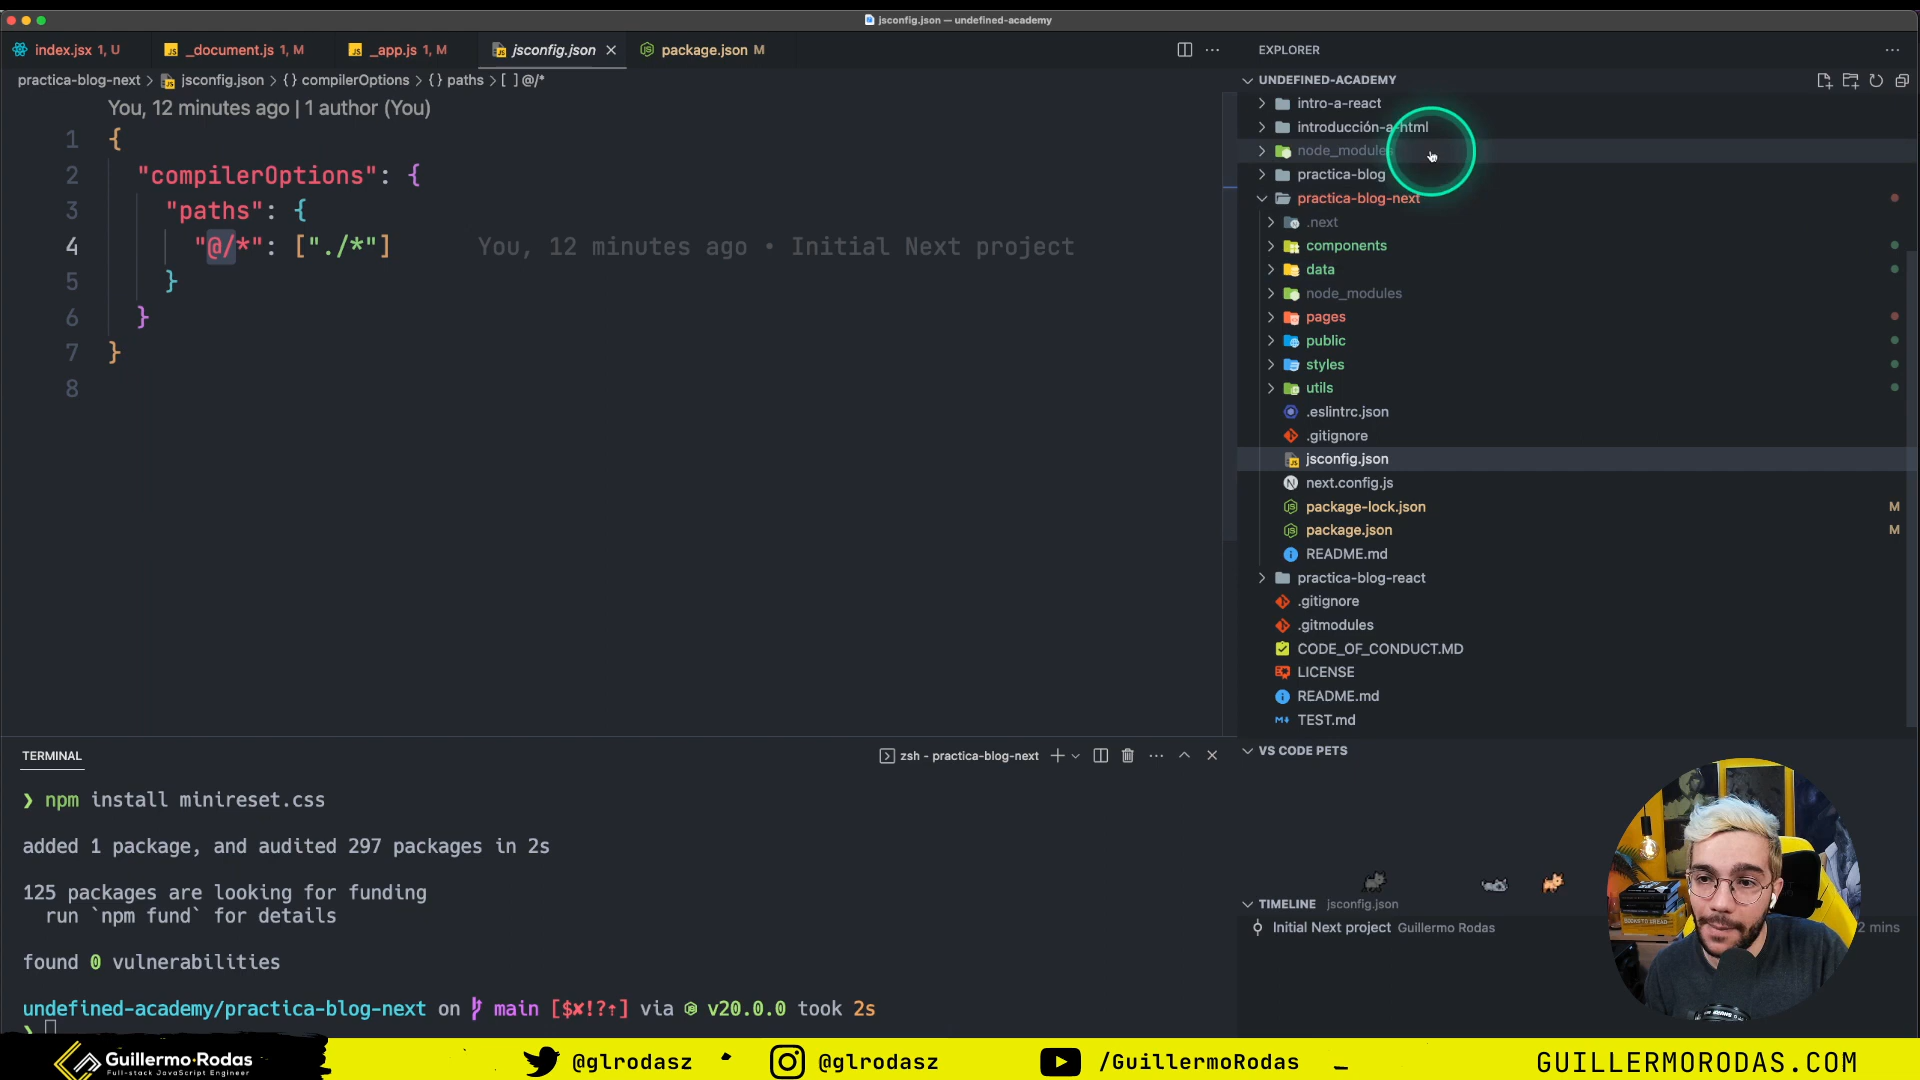 jsconfig.json — undefined-academy
index.jsx 1, U
_document.js 1, M
_app.js 1, M
jsconfig.json
package.json M
practica-blog-next > jsconfig.json > {} compilerOptions > {} paths > [ ] @/*
You, 12 minutes ago | 1 author (You)
1 {
2 "compilerOptions": {
3 "paths": {
4 "@/*": ["./*"] You, 12 minutes ago • Initial Next project
5 }
6 }
7 }
8
EXPLORER
UNDEFINED-ACADEMY
intro-a-react
introducción-a-html
node_modules
practica-blog
practica-blog-next
.next
components
data
node_modules
pages
public
styles
utils
.eslintrc.json
.gitignore
jsconfig.json
next.config.js
package-lock.json M
package.json M
README.md
practica-blog-react
.gitignore
.gitmodules
CODE_OF_CONDUCT.MD
LICENSE
README.md
TEST.md
VS CODE PETS
TIMELINE jsconfig.json
Initial Next project Guillermo Rodas 2 mins
TERMINAL
zsh - practica-blog-next
❯ npm install minireset.css
added 1 package, and audited 297 packages in 2s
125 packages are looking for funding
run `npm fund` for details
found 0 vulnerabilities
undefined-academy/practica-blog-next on main [$✘!?⇡] via v20.0.0 took 2s
❯
Guillermo·Rodas
Full-stack JavaScript Engineer
@glrodasz
@glrodasz
/GuillermoRodas
GUILLERMORODAS.COM